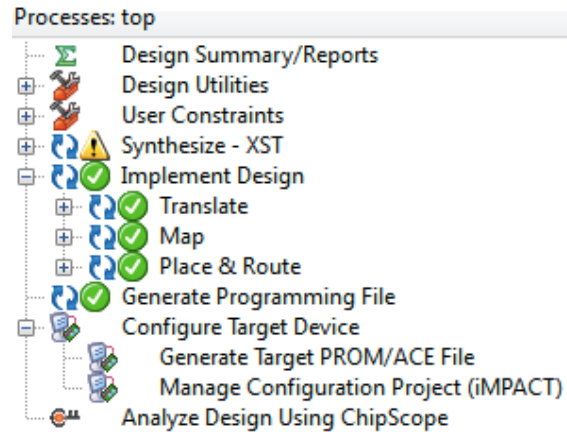 Processes: top
Design Summary/Reports
Design Utilities
User Constraints
Synthesize - XST
Implement Design
Translate
Map
Place & Route
Generate Programming File
Configure Target Device
Generate Target PROM/ACE File
Manage Configuration Project (iMPACT)
Analyze Design Using ChipScope